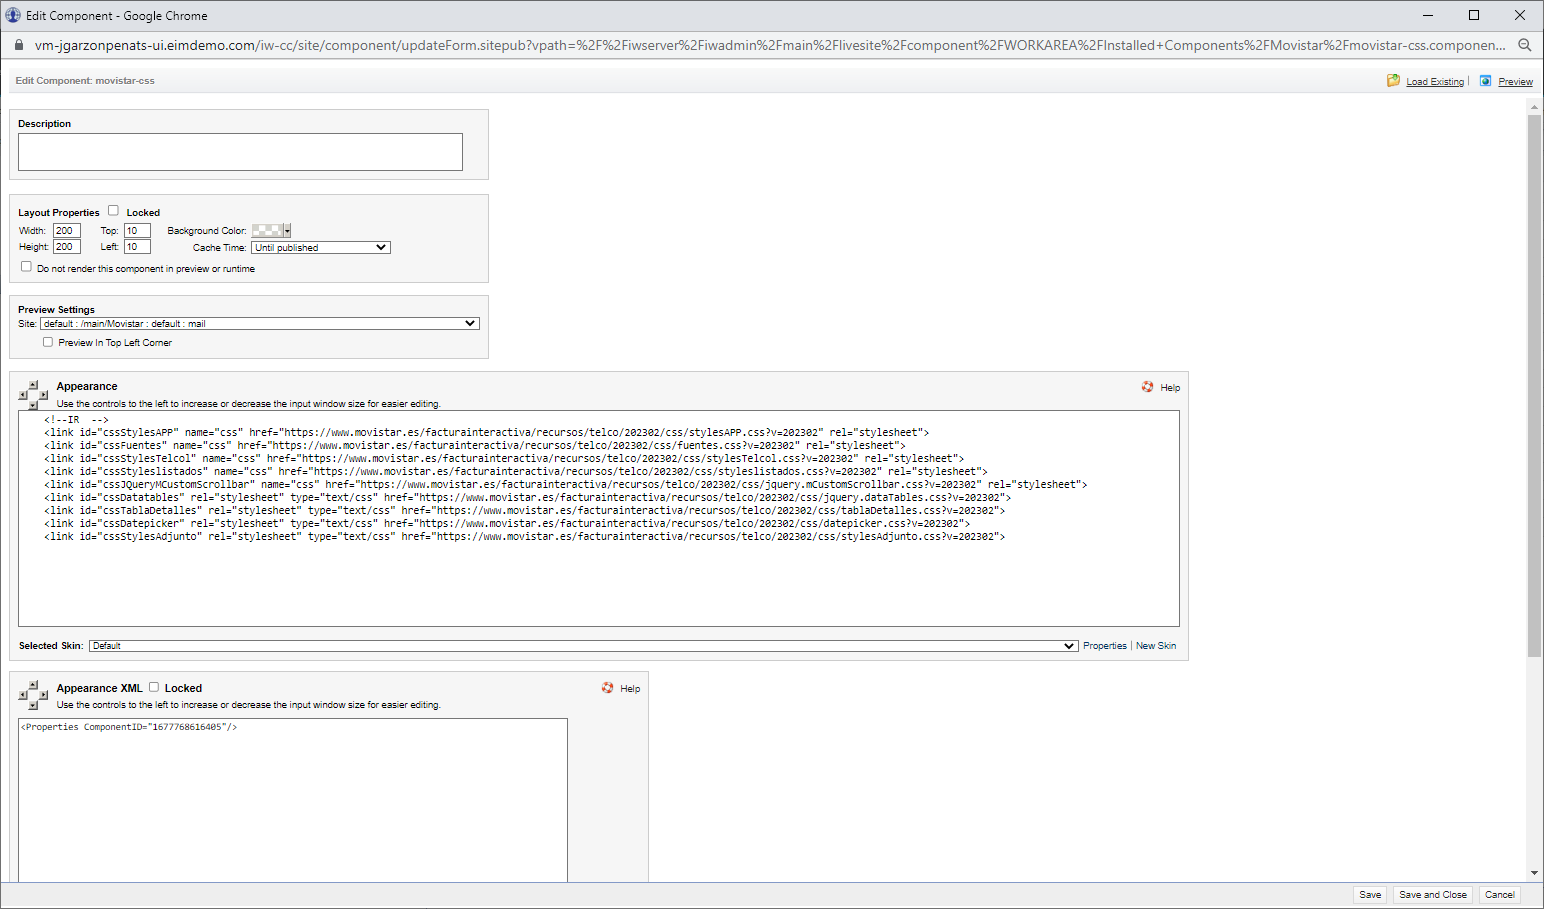 Edit Component - Google Chrome
vm-jgarzonpenats-ui.eimdemo.com/iw-cc/site/component/updateForm.sitepub?vpath=%2F%2Fiwserver%2Fiwadmin%2Fmain%2Flivesite%2Fcomponent%2FWORKAREA%2FInstalled+Components%2FMovistar%2Fmovistar-css.componen...
Edit Component: movistar-css
Load Existing | Preview
Description
Layout Properties Locked
Width: 200 Top: 10 Background Color:
Height: 200 Left: 10 Cache Time: Until published
Do not render this component in preview or runtime
Preview Settings
Site: default : /main/Movistar : default : mail
Preview In Top Left Corner
Appearance Help
Use the controls to the left to increase or decrease the input window size for easier editing.
<!--IR  -->
<link id="cssStylesAPP" name="css" href="https://www.movistar.es/facturainteractiva/recursos/telco/202302/css/stylesAPP.css?v=202302" rel="stylesheet">
<link id="cssFuentes" name="css" href="https://www.movistar.es/facturainteractiva/recursos/telco/202302/css/fuentes.css?v=202302" rel="stylesheet">
<link id="cssStylesTelcol" name="css" href="https://www.movistar.es/facturainteractiva/recursos/telco/202302/css/stylesTelcol.css?v=202302" rel="stylesheet">
<link id="cssStyleslistados" name="css" href="https://www.movistar.es/facturainteractiva/recursos/telco/202302/css/styleslistados.css?v=202302" rel="stylesheet">
<link id="cssJQueryMCustomScrollbar" name="css" href="https://www.movistar.es/facturainteractiva/recursos/telco/202302/css/jquery.mCustomScrollbar.css?v=202302" rel="stylesheet">
<link id="cssDatatables" rel="stylesheet" type="text/css" href="https://www.movistar.es/facturainteractiva/recursos/telco/202302/css/jquery.dataTables.css?v=202302">
<link id="cssTablaDetalles" rel="stylesheet" type="text/css" href="https://www.movistar.es/facturainteractiva/recursos/telco/202302/css/tablaDetalles.css?v=202302">
<link id="cssDatepicker" rel="stylesheet" type="text/css" href="https://www.movistar.es/facturainteractiva/recursos/telco/202302/css/datepicker.css?v=202302">
<link id="cssStylesAdjunto" rel="stylesheet" type="text/css" href="https://www.movistar.es/facturainteractiva/recursos/telco/202302/css/stylesAdjunto.css?v=202302">
Selected Skin: Default Properties | New Skin
Appearance XML Locked Help
Use the controls to the left to increase or decrease the input window size for easier editing.
<Properties ComponentID="1677768616405"/>
Save Save and Close Cancel